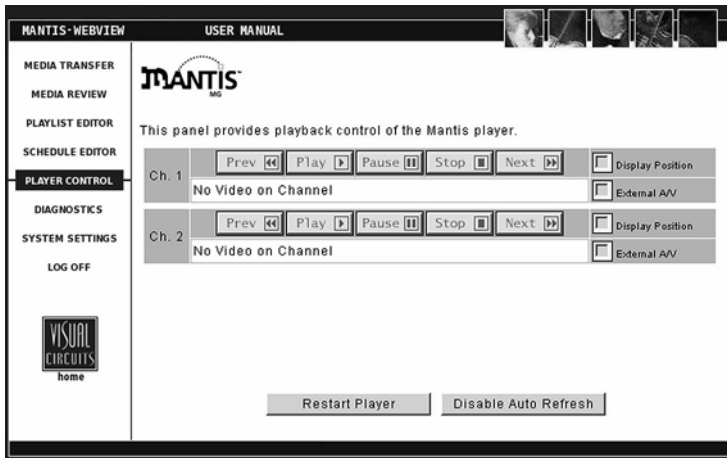 MANTIS-WEBVIEW USER MANUAL
MEDIA TRANSFER
MEDIA REVIEW
PLAYLIST EDITOR
SCHEDULE EDITOR
PLAYER CONTROL
DIAGNOSTICS
SYSTEM SETTINGS
LOG OFF
VISUAL
CIRCUITS
home
MANTIS
MG
This panel provides playback control of the Mantis player.
Ch. 1 Prev Play Pause Stop Next Display Position
No Video on Channel External A/V
Ch. 2 Prev Play Pause Stop Next Display Position
No Video on Channel External A/V
Restart Player Disable Auto Refresh